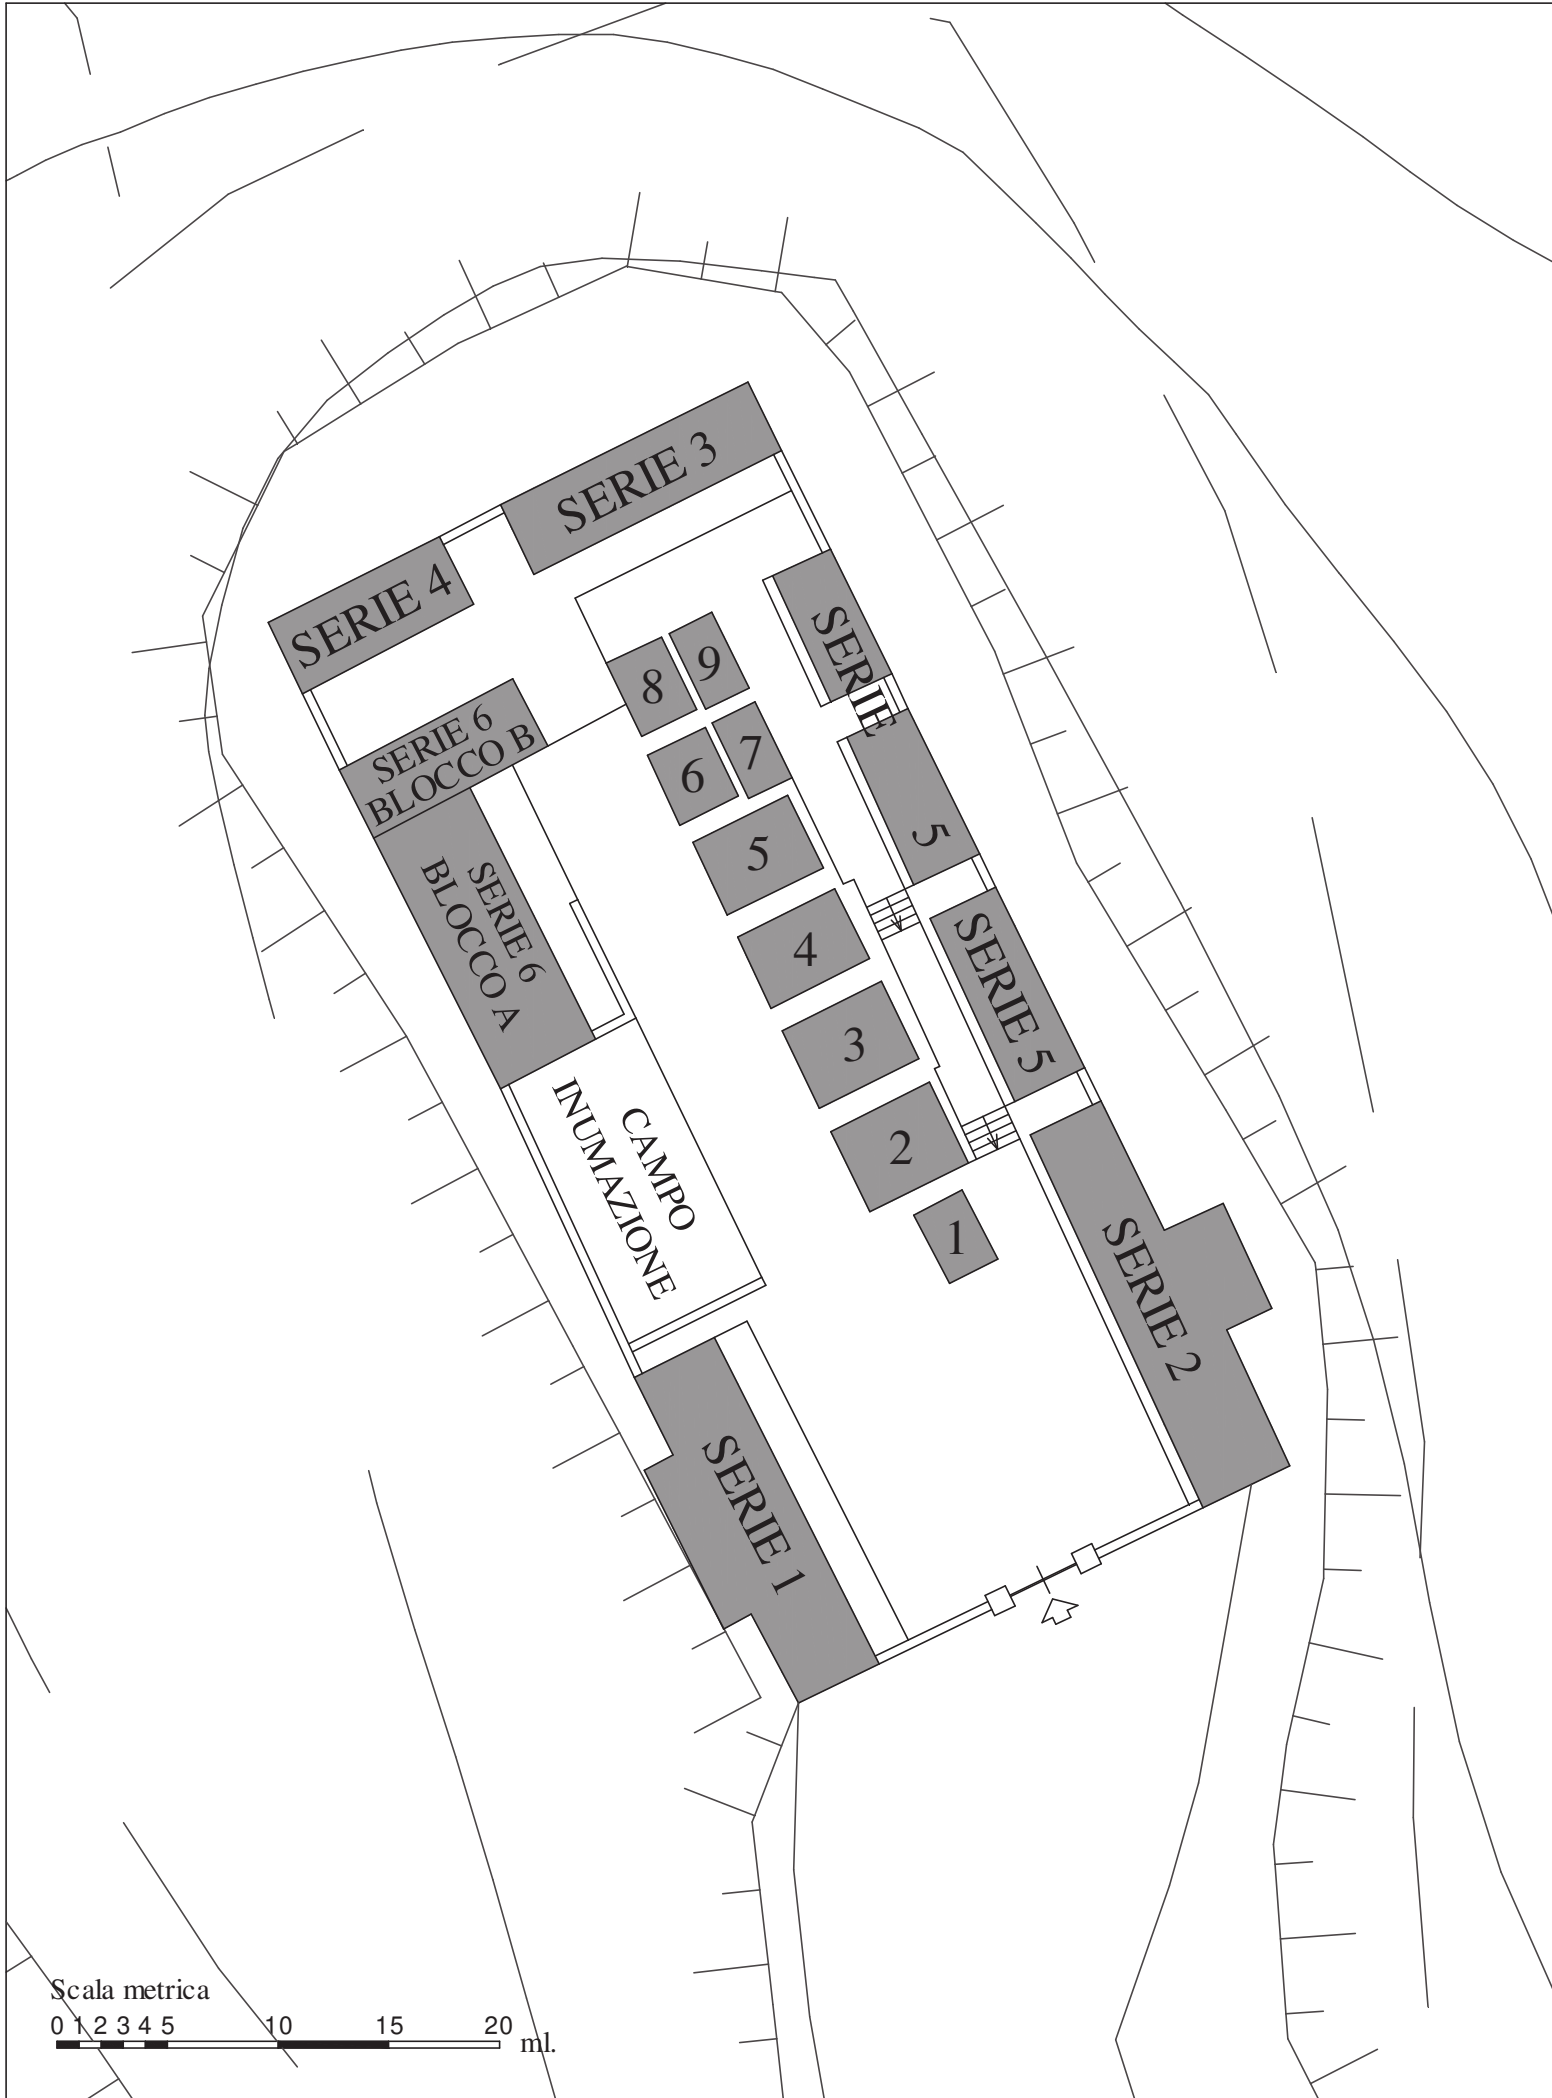 SERIE 3
SERIE 4
SERIE
5
9
8
7
6
SERIE 6
BLOCCO B
5
SERIE 6
BLOCCO A
4
SERIE 5
3
CAMPO
INUMAZIONE
2
1
SERIE 2
SERIE 1
Scala metrica
0 1 2 3 4 5 10 15 20 ml.